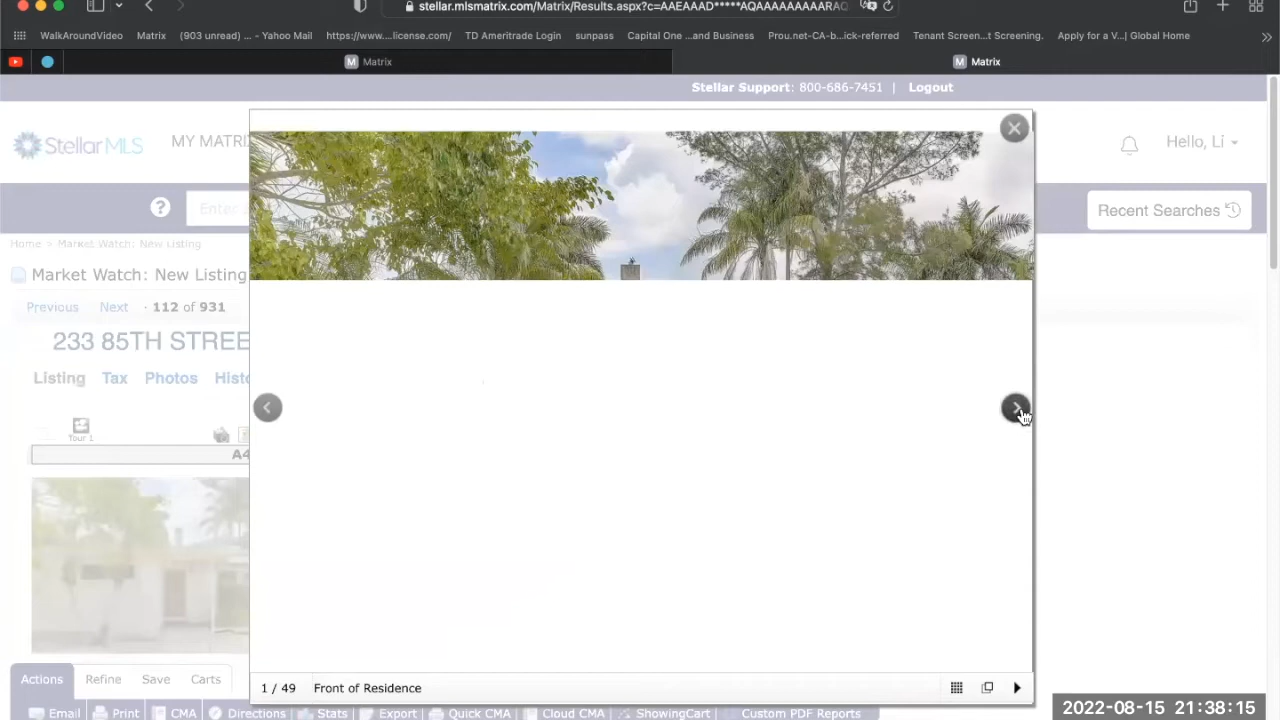 stellar.mlsmatrix.com/Matrix/Results.aspx?c=AAEAAAD*****AQAAAAAAAAARAQ
WalkAroundVideo Matrix (903 unread) ... - Yahoo Mail https://www....license.com/ TD Ameritrade Login sunpass Capital One ...and Business Prou.net-CA-b...ick-referred Tenant Screen...t Screening. Apply for a V...| Global Home
M Matrix M Matrix
Stellar Support: 800-686-7451 | Logout
StellarMLS MY MATRI Hello, Li
? Enter Recent Searches
Home > Market Watch: New Listing
Market Watch: New Listing
Previous Next · 112 of 931
233 85TH STREE
Listing Tax Photos Histo
Tour 1
A4
1 / 49 Front of Residence
Actions Refine Save Carts
Email Print CMA Directions Stats Export Quick CMA Cloud CMA ShowingCart Custom PDF Reports
2022-08-15 21:38:15